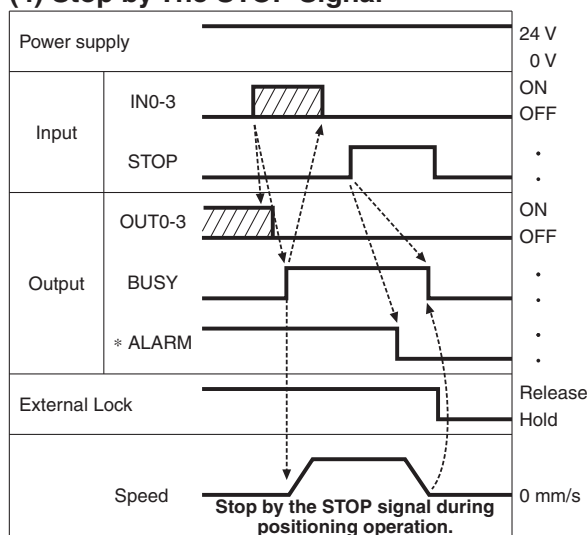 (4) Stop by The STOP Signal
Power supply
24 V
0 V
Input
IN0-3
ON
OFF
STOP
Output
OUT0-3
ON
OFF
BUSY
* ALARM
External Lock
Release
Hold
Speed
0 mm/s
Stop by the STOP signal during
positioning operation.